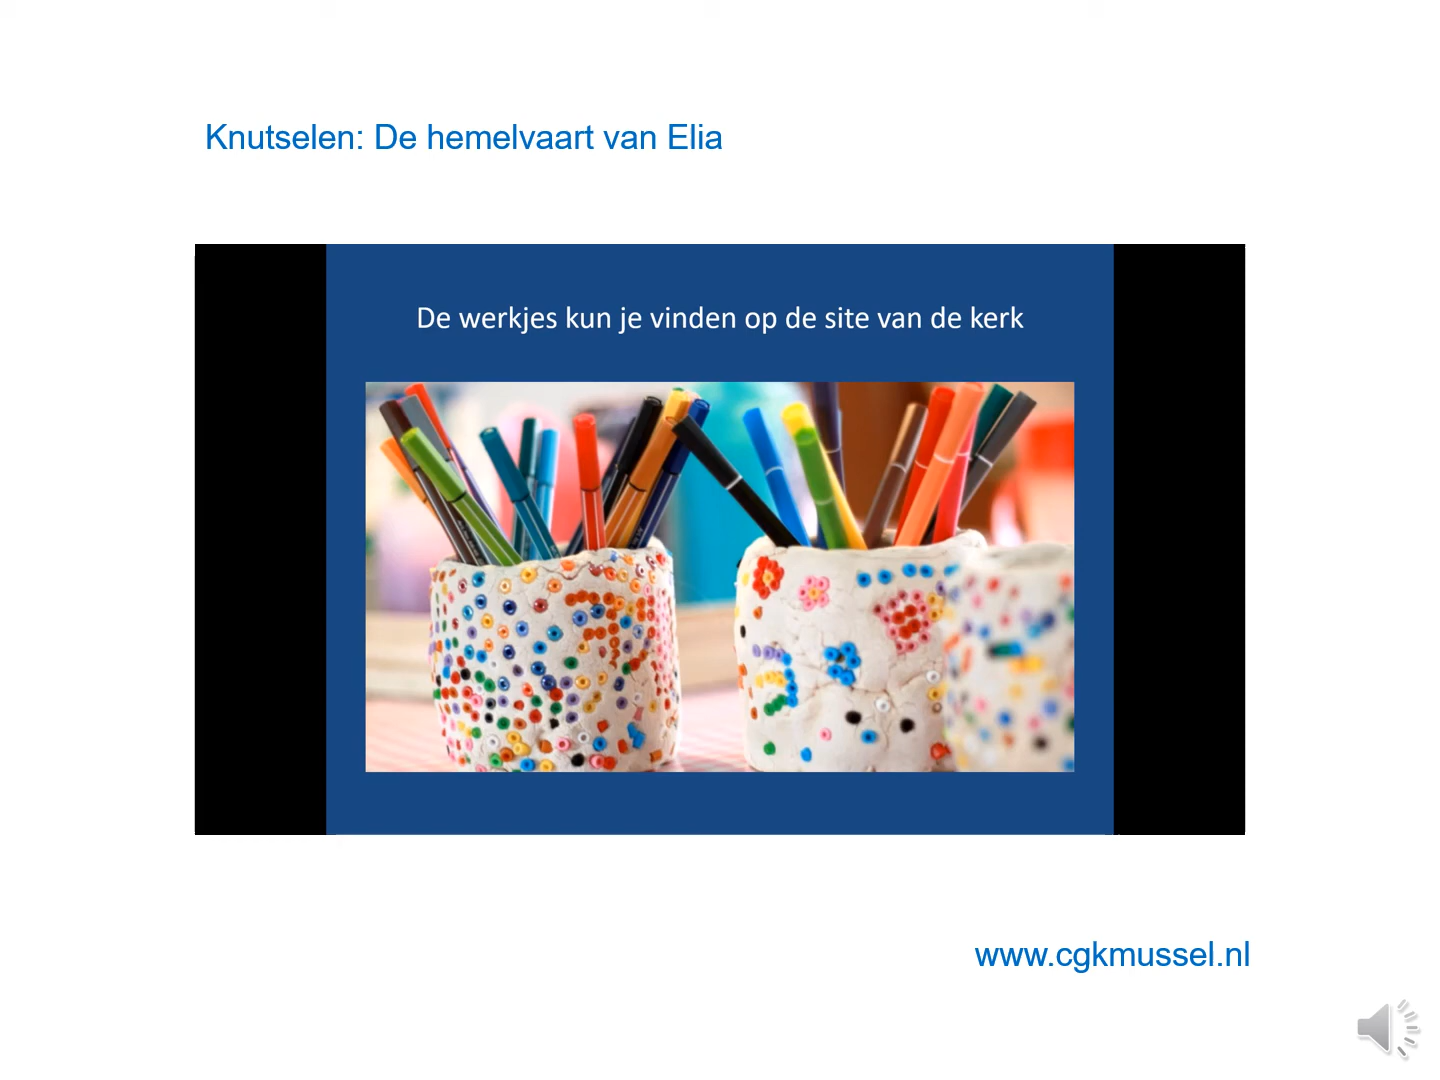 Knutselen: De hemelvaart van Elia
De werkjes kun je vinden op de site van de kerk
www.cgkmussel.nl